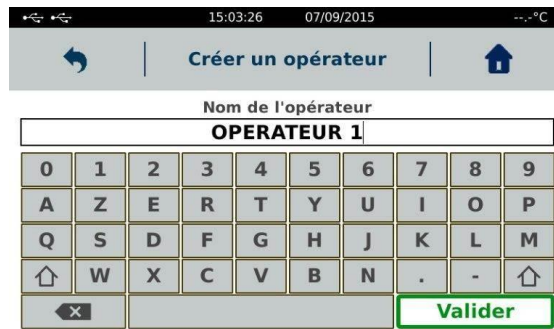 15:03:26 07/09/2015 --.-°C
Créer un opérateur
Nom de l'opérateur
OPERATEUR 1
0 1 2 3 4 5 6 7 8 9
A Z E R T Y U I O P
Q S D F G H J K L M
W X C V B N . -
Valider